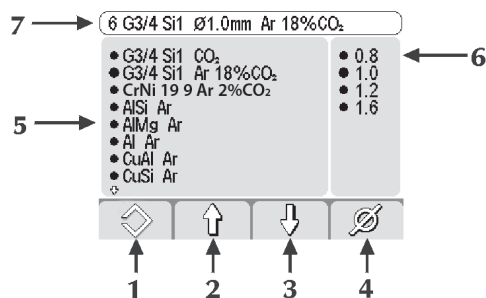 7
6 G3/4 Si1 Ø1.0mm Ar 18%CO₂
● G3/4 Si1 CO₂
● G3/4 Si1 Ar 18%CO₂
● CrNi 19 9 Ar 2%CO₂
● AlSi Ar
● AlMg Ar
● Al Ar
● CuAl Ar
● CuSi Ar
● 0.8
● 1.0
● 1.2
● 1.6
6
5
1
2
3
4